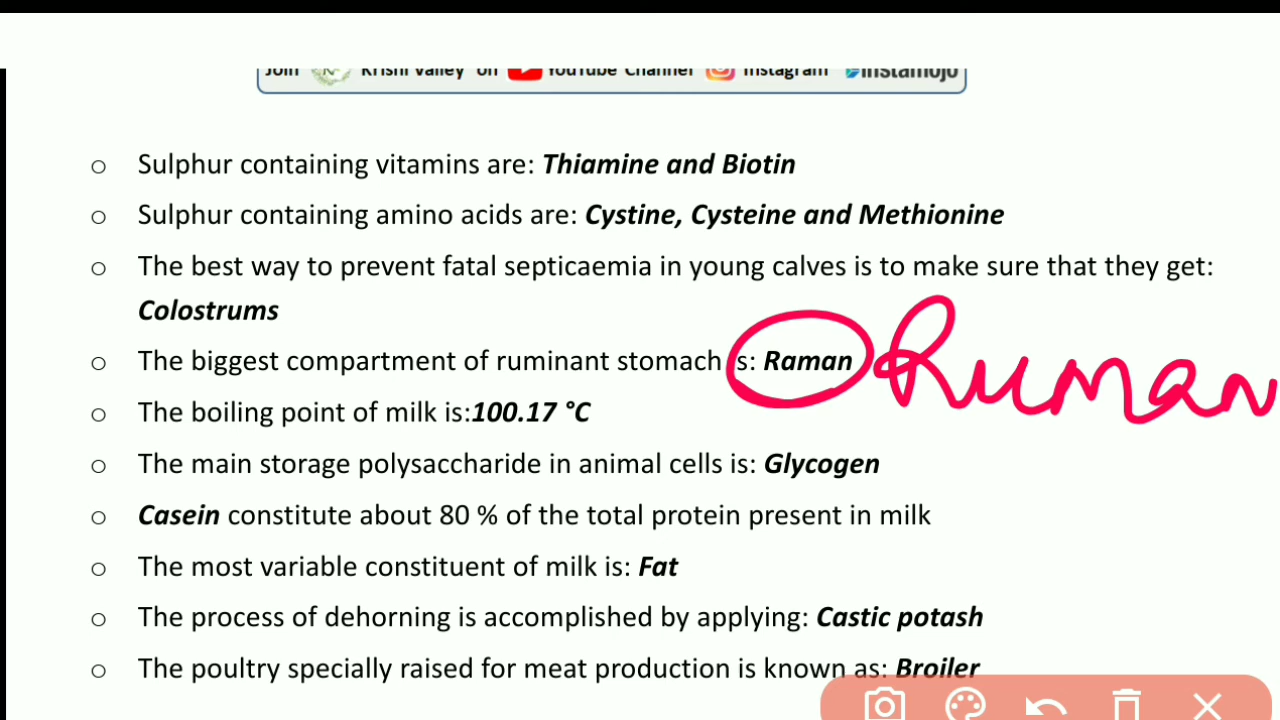 Join Krishi Valley on YouTube Channel Instagram instamojo
o Sulphur containing vitamins are: Thiamine and Biotin
o Sulphur containing amino acids are: Cystine, Cysteine and Methionine
o The best way to prevent fatal septicaemia in young calves is to make sure that they get:
Colostrums
o The biggest compartment of ruminant stomach is: Raman Ruman
o The boiling point of milk is:100.17 °C
o The main storage polysaccharide in animal cells is: Glycogen
o Casein constitute about 80 % of the total protein present in milk
o The most variable constituent of milk is: Fat
o The process of dehorning is accomplished by applying: Castic potash
o The poultry specially raised for meat production is known as: Broiler